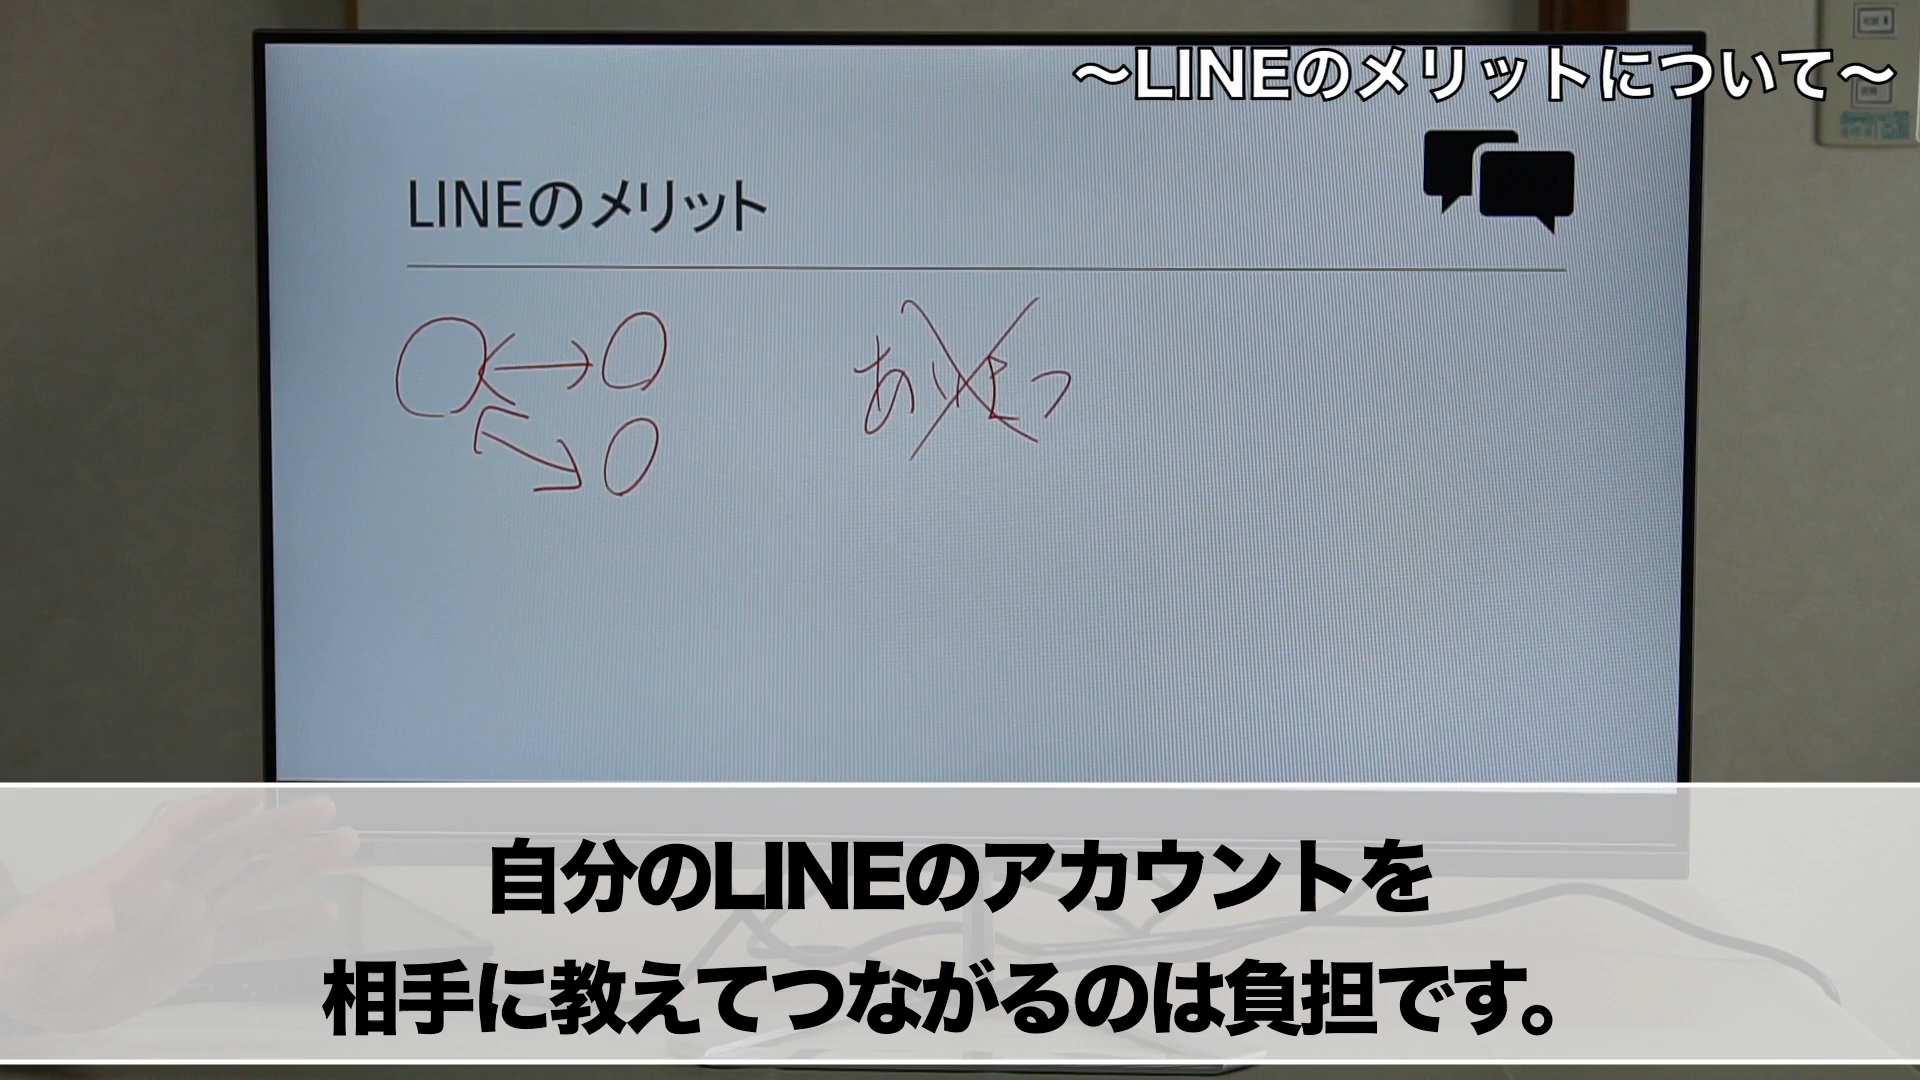 〜LINEのメリットについて〜
LINEのメリット
自分のLINEのアカウントを
相手に教えてつながるのは負担です。